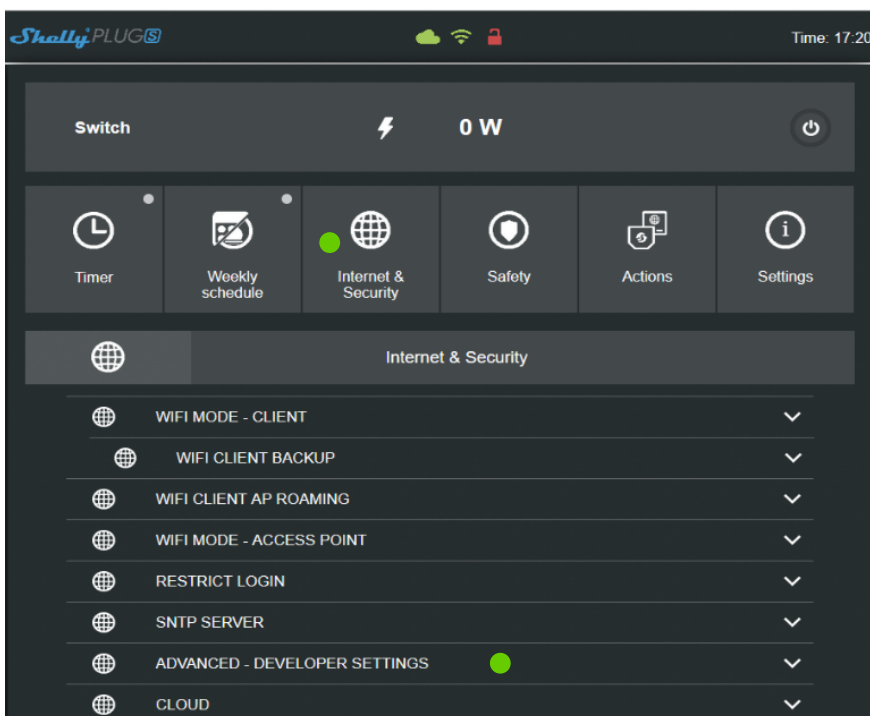 Shelly PLUG S
Time: 17:20
Switch
0 W
Timer
Weekly
schedule
Internet &
Security
Safety
Actions
Settings
Internet & Security
WIFI MODE - CLIENT
WIFI CLIENT BACKUP
WIFI CLIENT AP ROAMING
WIFI MODE - ACCESS POINT
RESTRICT LOGIN
SNTP SERVER
ADVANCED - DEVELOPER SETTINGS
CLOUD